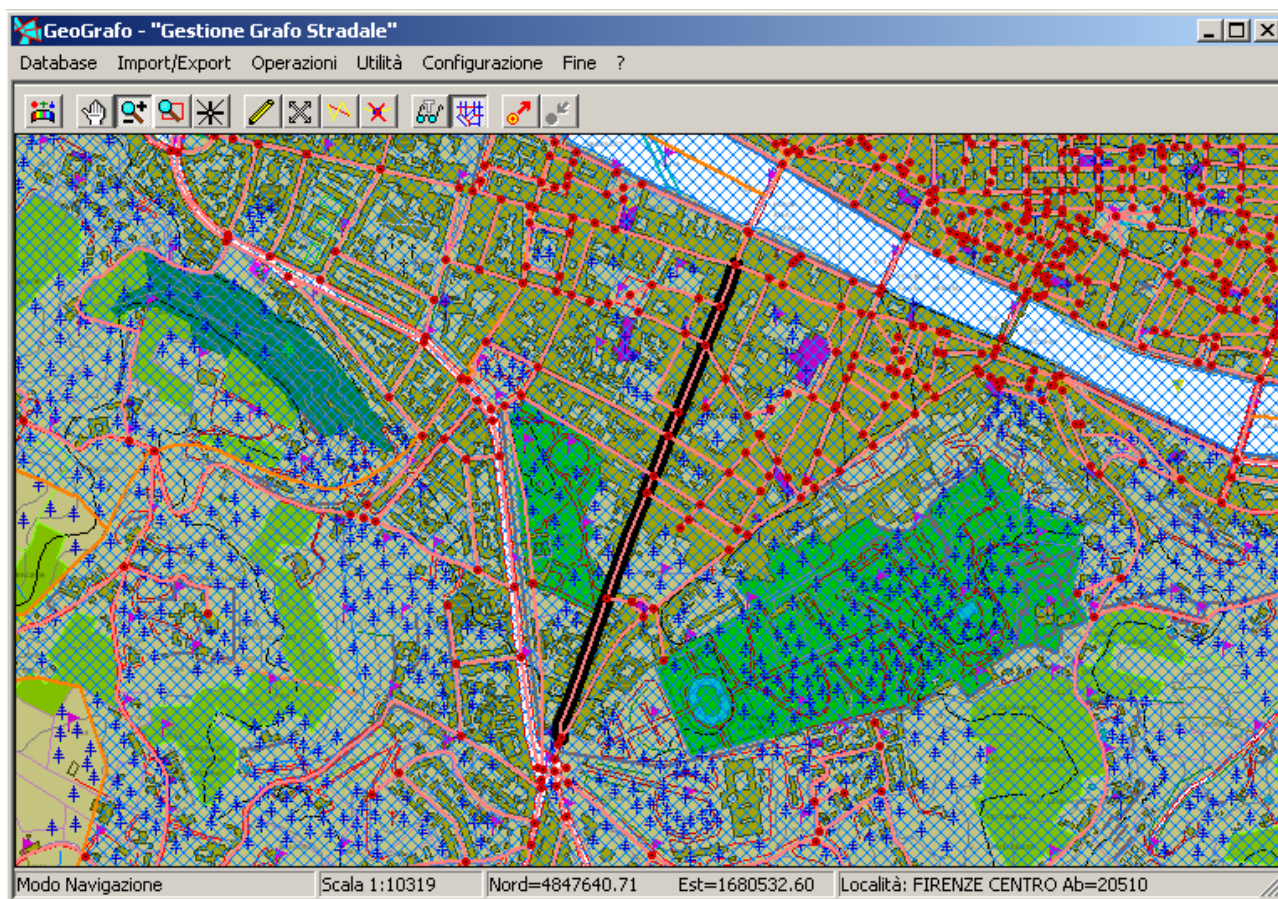 GeoGrafo - "Gestione Grafo Stradale"
Database Import/Export Operazioni Utilità Configurazione Fine ?
Modo Navigazione Scala 1:10319 Nord=4847640.71 Est=1680532.60 Località: FIRENZE CENTRO Ab=20510